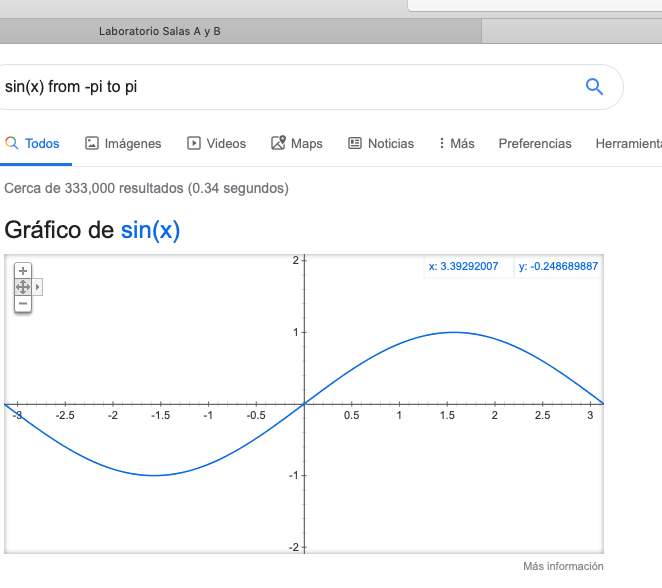 Laboratorio Salas A y B
sin(x) from -pi to pi
Todos Imágenes Videos Maps Noticias Más Preferencias Herramienta
Cerca de 333,000 resultados (0.34 segundos)
Gráfico de sin(x)
x: 3.39292007 y: -0.248689887
2
1
-3 -2.5 -2 -1.5 -1 -0.5 0.5 1 1.5 2 2.5 3
-1
-2
Más información